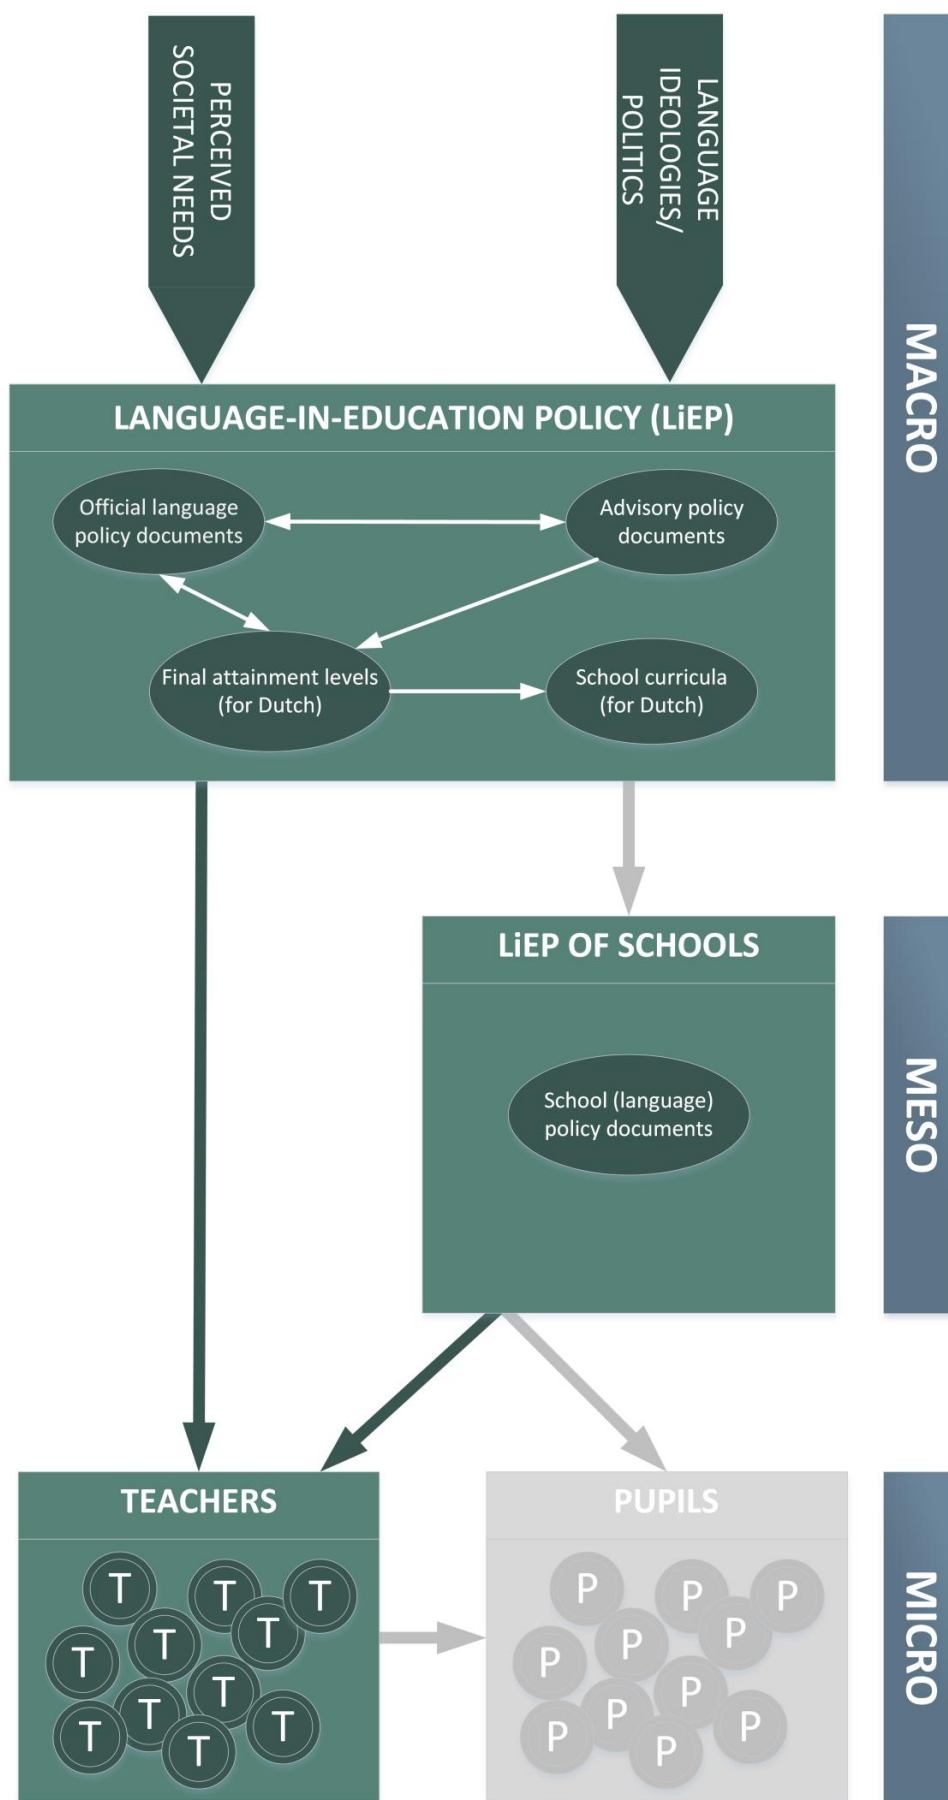 PERCEIVED
SOCIETAL NEEDS
LANGUAGE
IDEOLOGIES/
POLITICS
MACRO
LANGUAGE-IN-EDUCATION POLICY (LiEP)
Official language
policy documents
Advisory policy
documents
Final attainment levels
(for Dutch)
School curricula
(for Dutch)
LiEP OF SCHOOLS
School (language)
policy documents
MESO
TEACHERS
T
T
T
T
T
T
T
T
T
T
T
PUPILS
P
P
P
P
P
P
P
P
P
P
P
MICRO